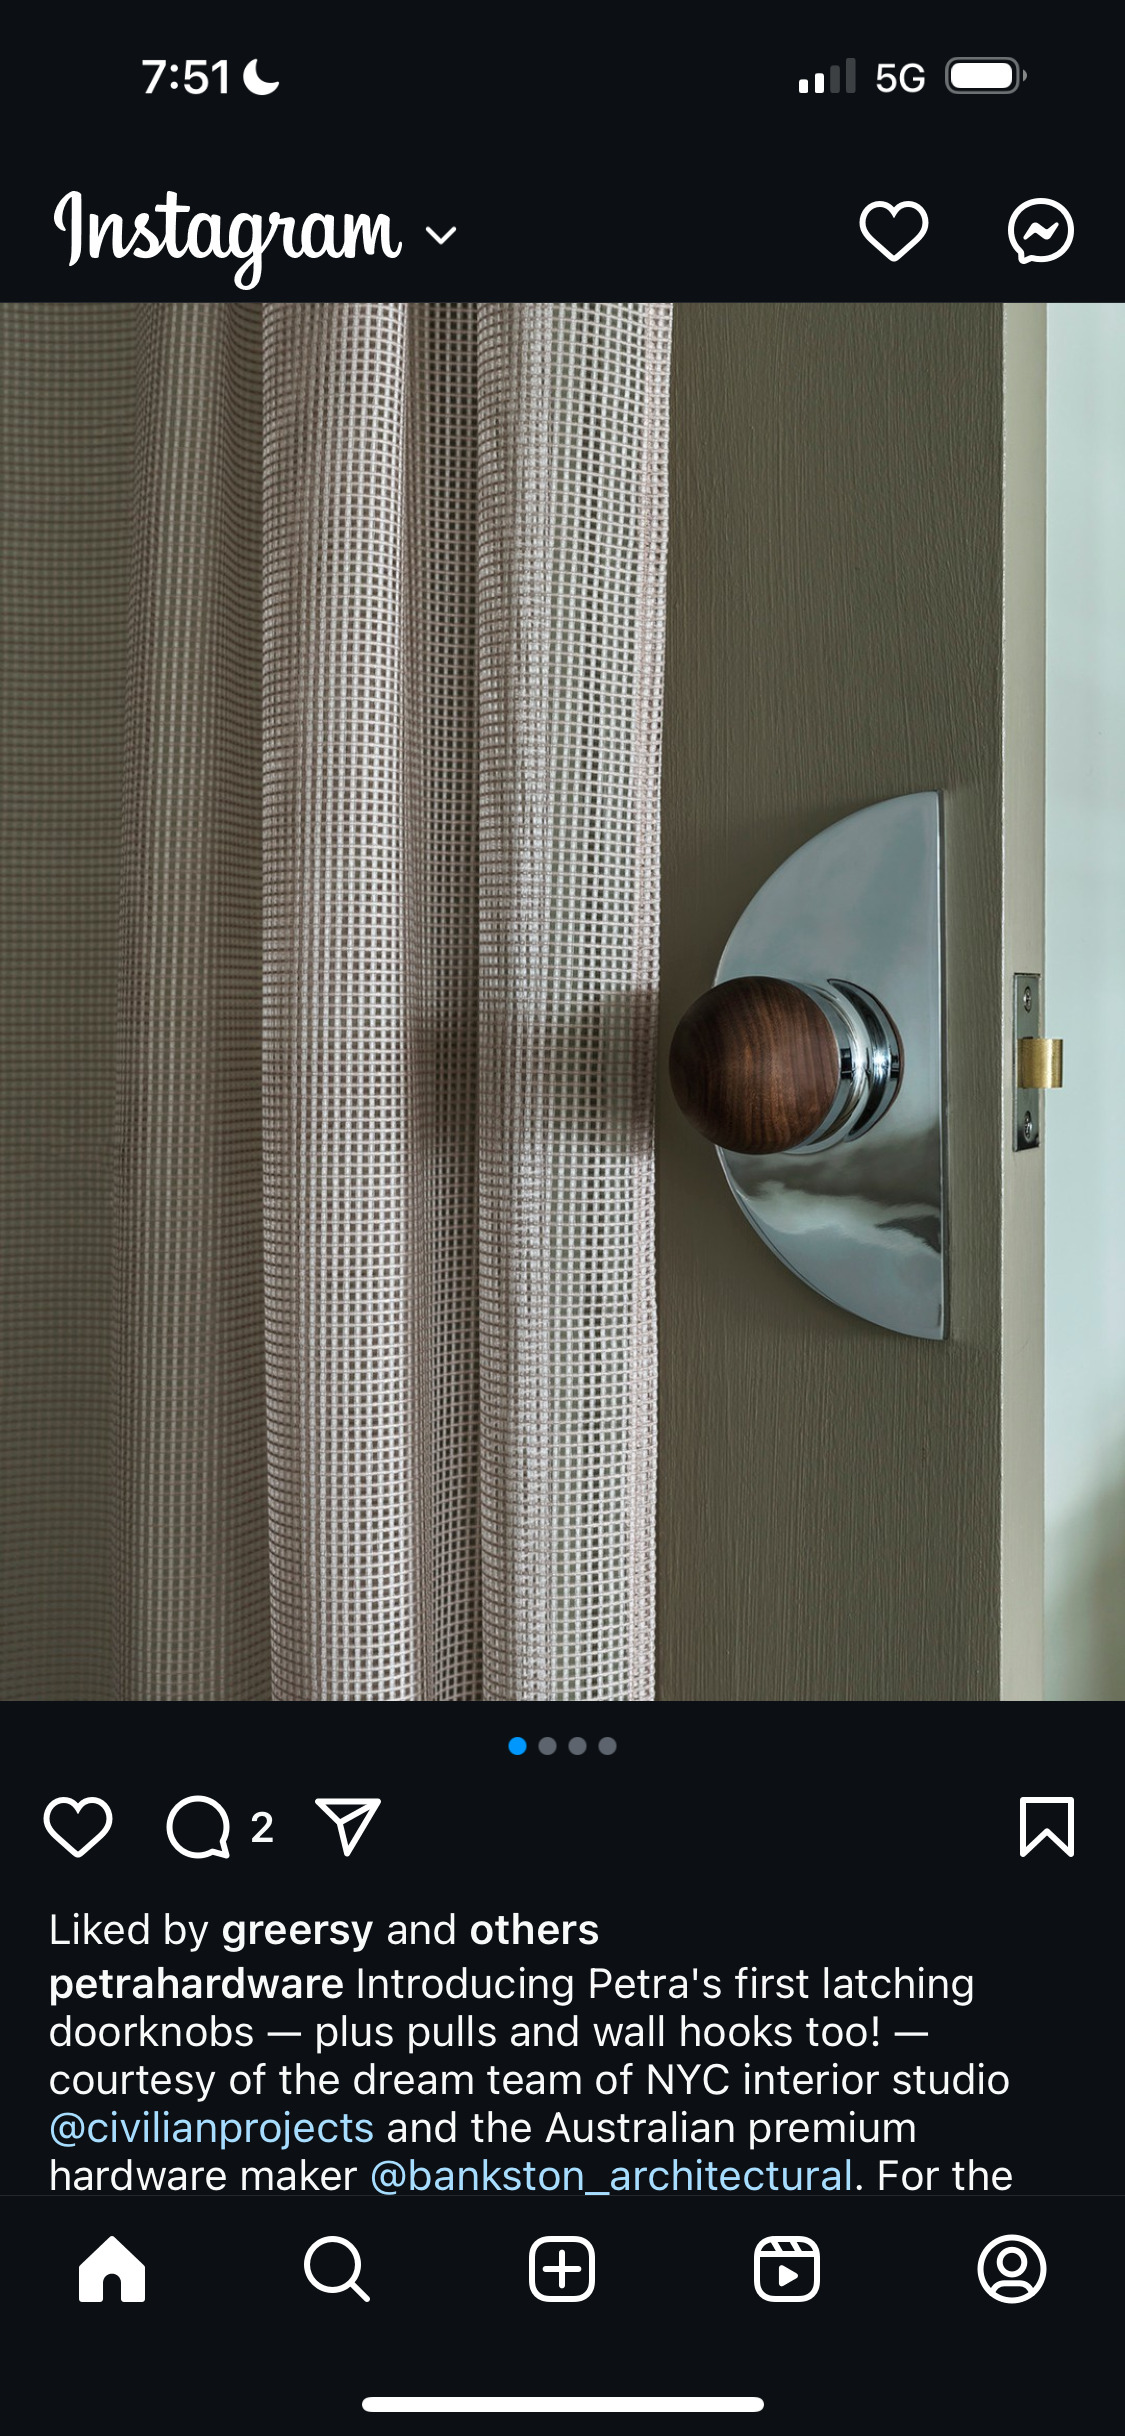 7:51 5G
Instagram
2
Liked by greersy and others
petrahardware Introducing Petra's first latching
doorknobs — plus pulls and wall hooks too! —
courtesy of the dream team of NYC interior studio
@civilianprojects and the Australian premium
hardware maker @bankston_architectural. For the